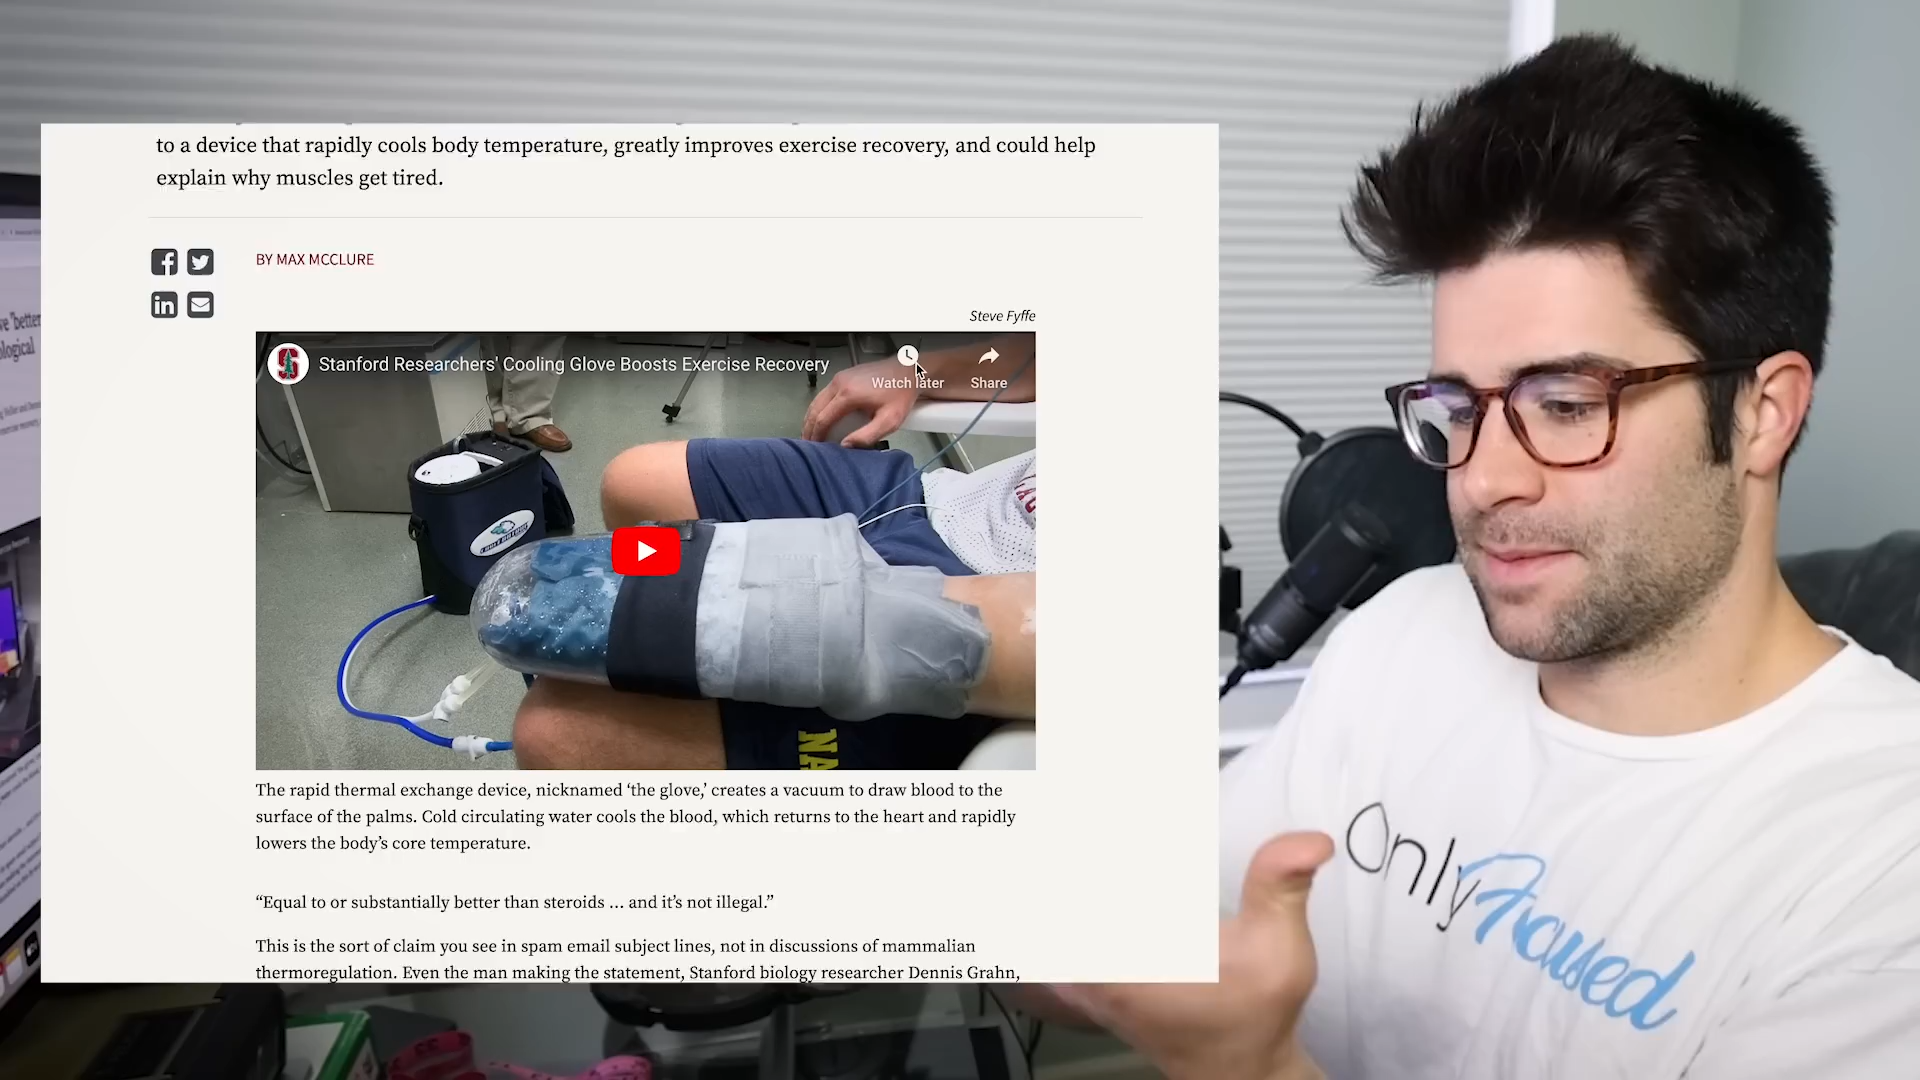 to a device that rapidly cools body temperature, greatly improves exercise recovery, and could help
explain why muscles get tired.
BY MAX MCCLURE
Steve Fyffe
Stanford Researchers' Cooling Glove Boosts Exercise Recovery
Watch later
Share
NA
The rapid thermal exchange device, nicknamed ‘the glove,’ creates a vacuum to draw blood to the
surface of the palms. Cold circulating water cools the blood, which returns to the heart and rapidly
lowers the body’s core temperature.
“Equal to or substantially better than steroids … and it’s not illegal.”
This is the sort of claim you see in spam email subject lines, not in discussions of mammalian
thermoregulation. Even the man making the statement, Stanford biology researcher Dennis Grahn,
Only
Focused